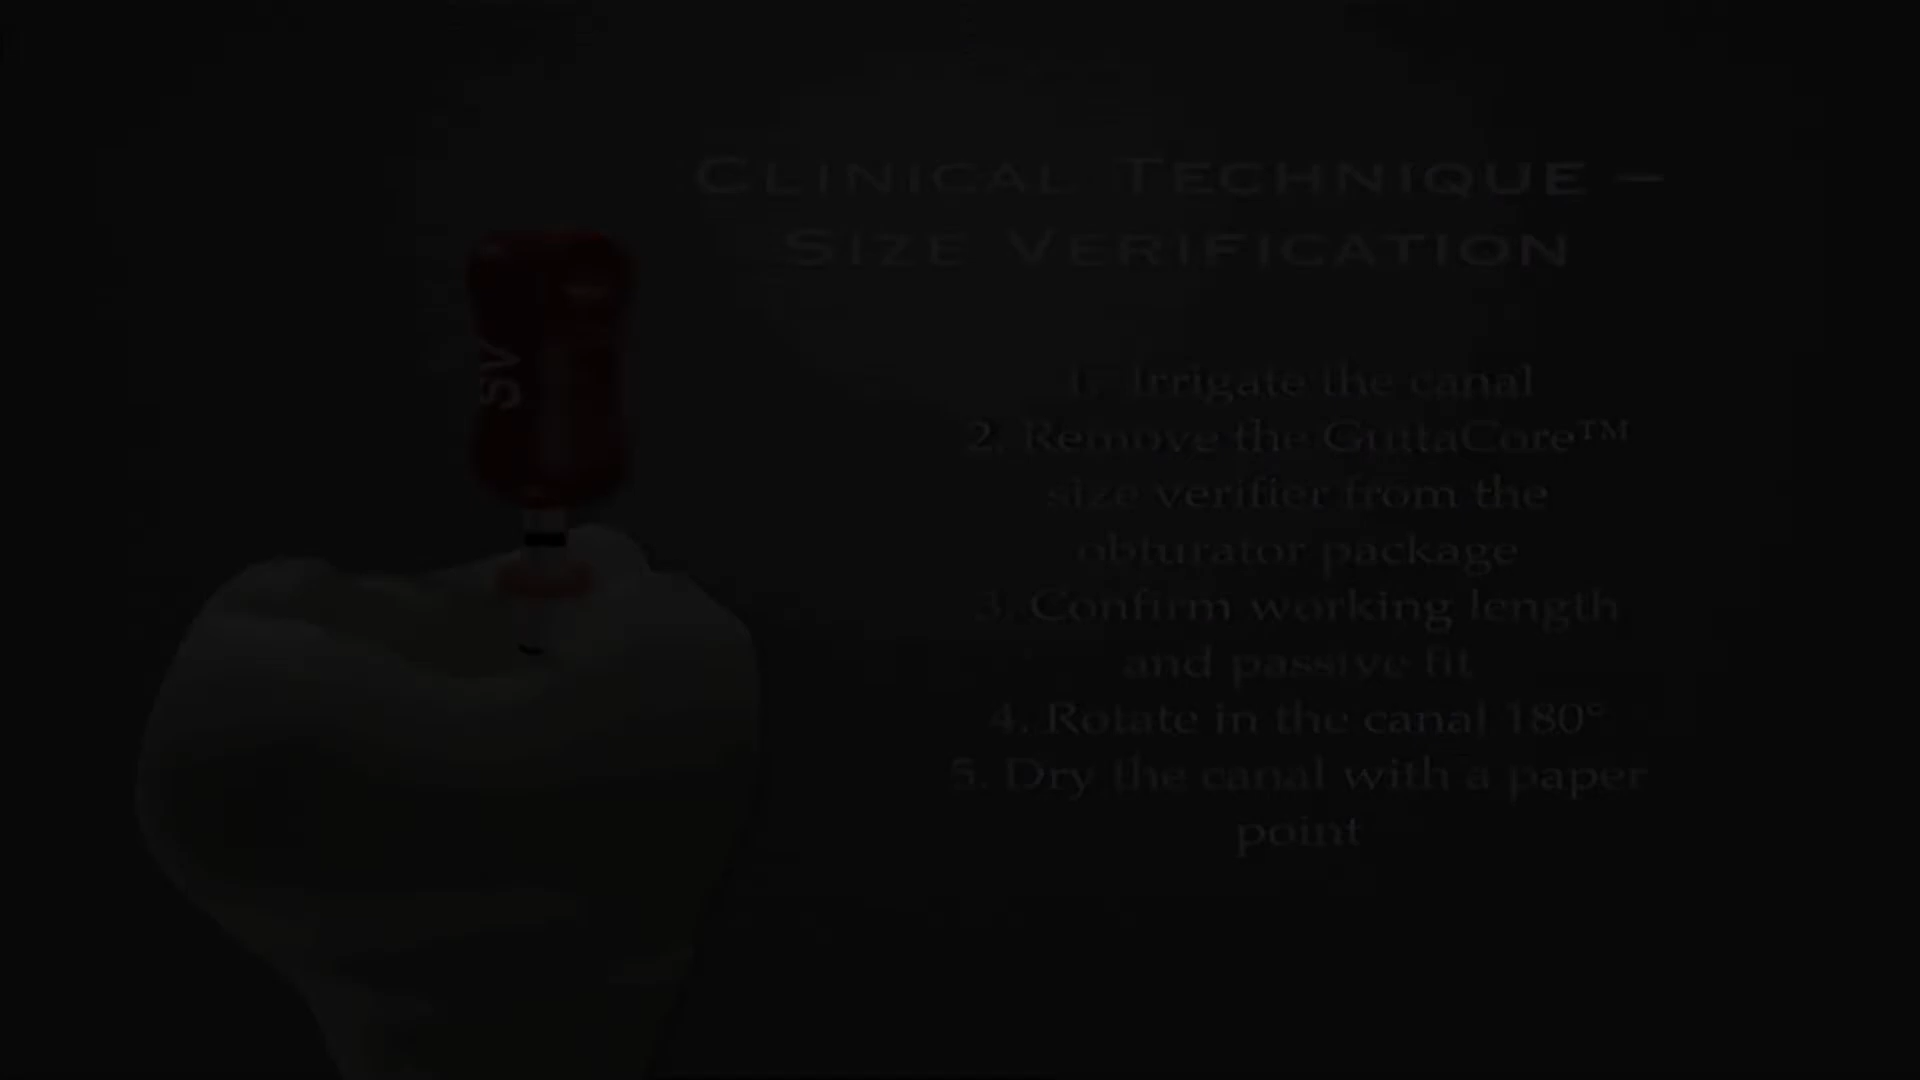 CLINICAL TECHNIQUE –
SIZE VERIFICATION
SV
1. Irrigate the canal
2. Remove the GuttaCore™
size verifier from the
obturator package
3. Confirm working length
and passive fit
4. Rotate in the canal 180°
5. Dry the canal with a paper
point